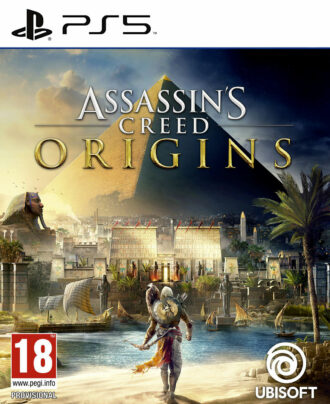 PS5
ASSASSIN'S
CREED
ORIGINS
18
www.pegi.info
PROVISIONAL
UBISOFT